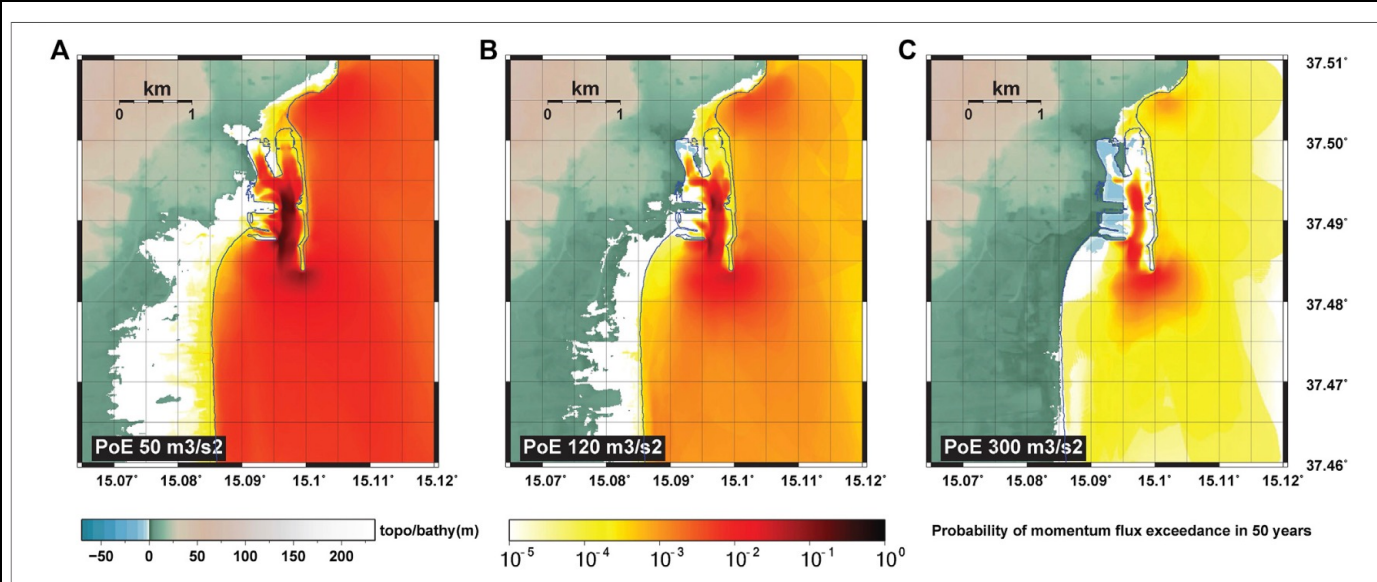 A
B
C
km
0 1
km
0 1
km
0 1
37.51°
37.50°
37.49°
37.48°
37.47°
37.46°
PoE 50 m3/s2
PoE 120 m3/s2
PoE 300 m3/s2
15.07° 15.08° 15.09° 15.1° 15.11° 15.12°
15.07° 15.08° 15.09° 15.1° 15.11° 15.12°
15.07° 15.08° 15.09° 15.1° 15.11° 15.12°
topo/bathy(m)
−50 0 50 100 150 200
10⁻⁵ 10⁻⁴ 10⁻³ 10⁻² 10⁻¹ 10⁰
Probability of momentum flux exceedance in 50 years